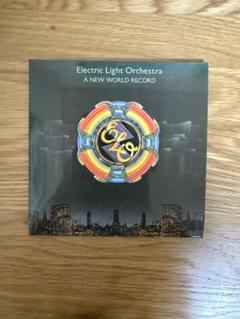 Electric Light Orchestra
A NEW WORLD RECORD
ELO